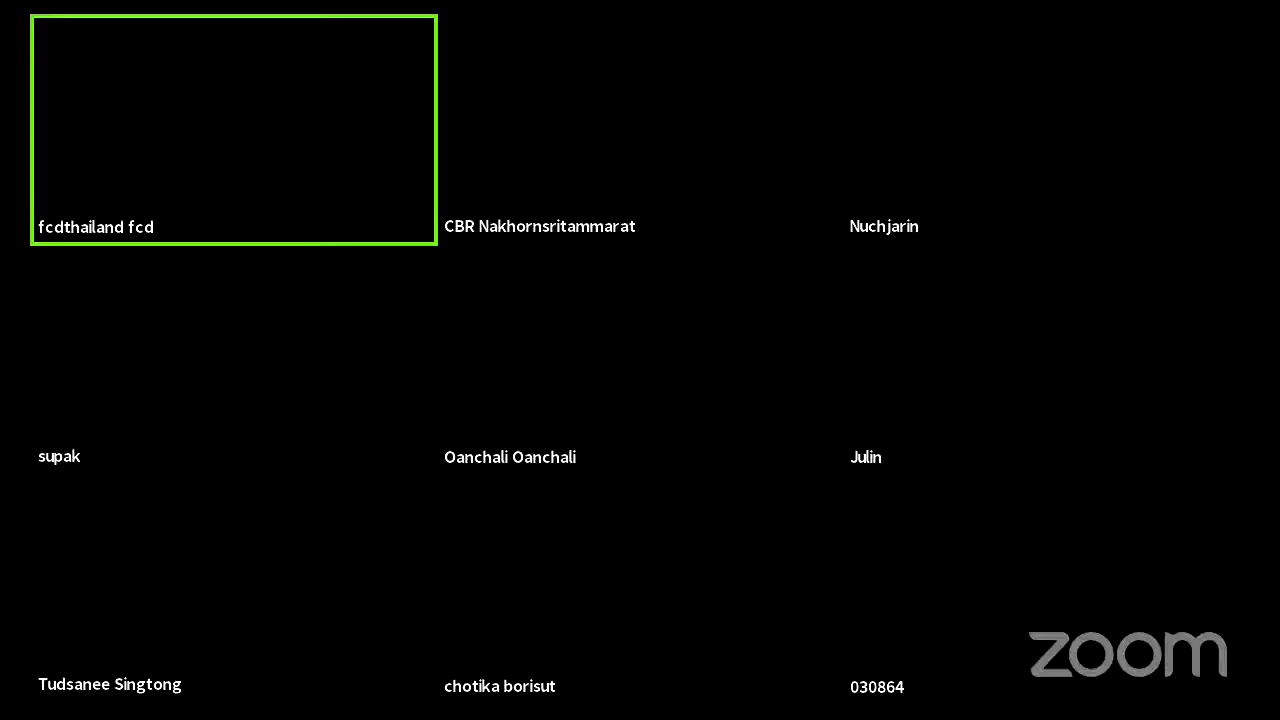 fcdthailand fcd
CBR Nakhornsritammarat
Nuchjarin
supak
Oanchali Oanchali
Julin
Tudsanee Singtong
chotika borisut
030864
zoom